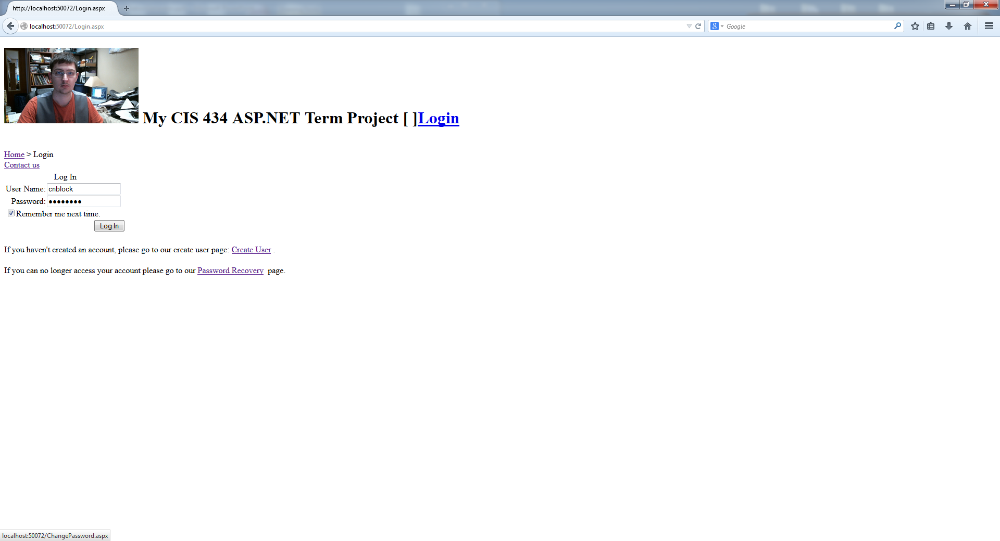 http://localhost:50072/Login.aspx
localhost:50072/Login.aspx
Google
My CIS 434 ASP.NET Term Project [ ]Login
Home > Login
Contact us
Log In
User Name: cnblock
Password: ••••••••
Remember me next time.
Log In
If you haven't created an account, please go to our create user page: Create User .
If you can no longer access your account please go to our Password Recovery page.
localhost:50072/ChangePassword.aspx